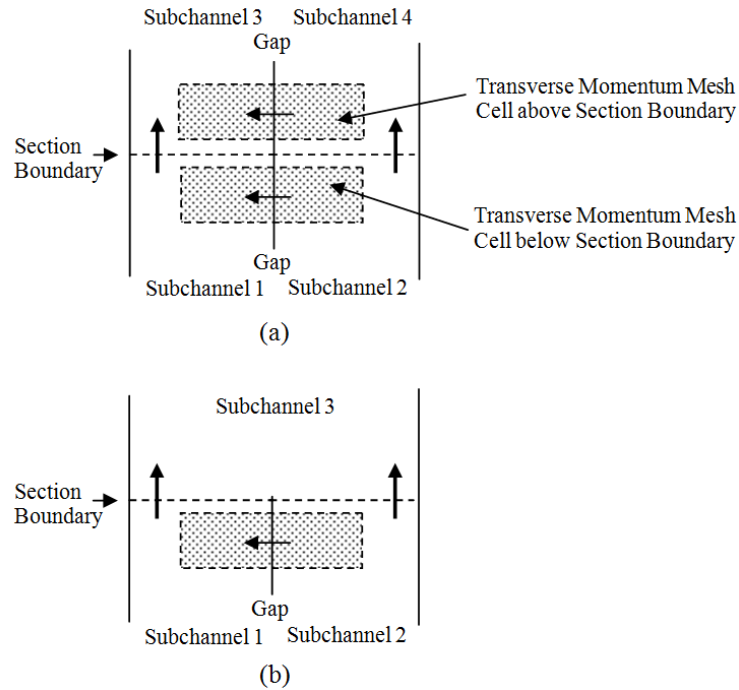 Subchannel 3 Subchannel 4
Gap
Transverse Momentum Mesh
Cell above Section Boundary
Section
Boundary
Transverse Momentum Mesh
Cell below Section Boundary
Gap
Subchannel 1 Subchannel 2
(a)
Subchannel 3
Section
Boundary
Gap
Subchannel 1 Subchannel 2
(b)